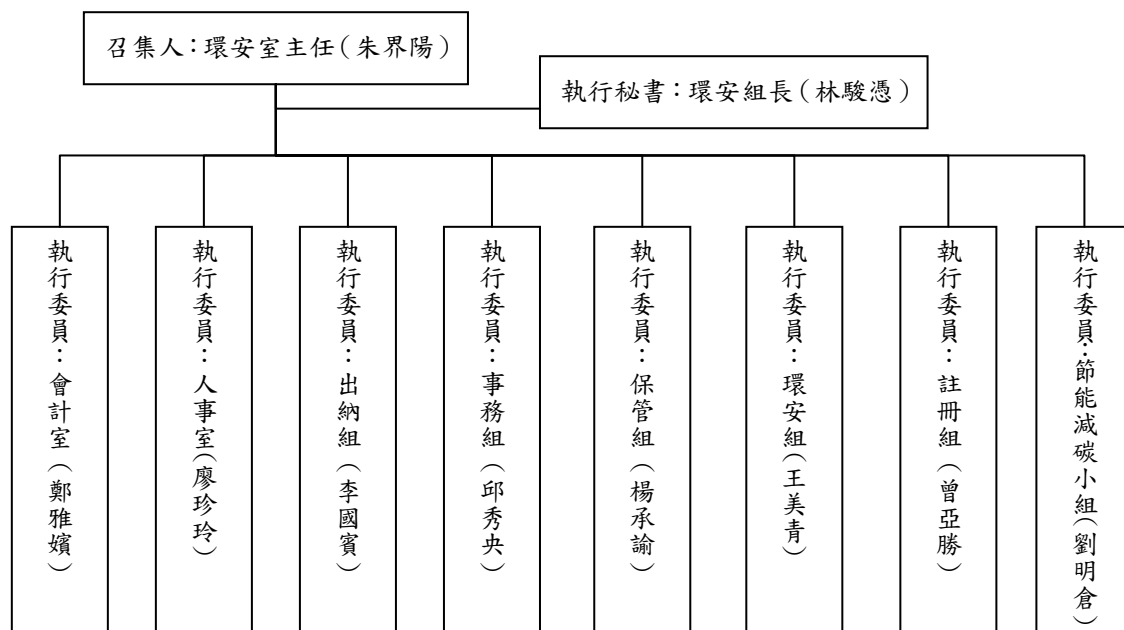 召集人：環安室主任（朱界陽）
執行秘書：環安組長（林駿憑）
執行委員：會計室（鄭雅嬪）
執行委員：人事室（廖珍玲）
執行委員：出納組（李國賓）
執行委員：事務組（邱秀央）
執行委員：保管組（楊承諭）
執行委員：環安組（王美青）
執行委員：註冊組（曾亞勝）
執行委員：節能減碳小組（劉明倉）